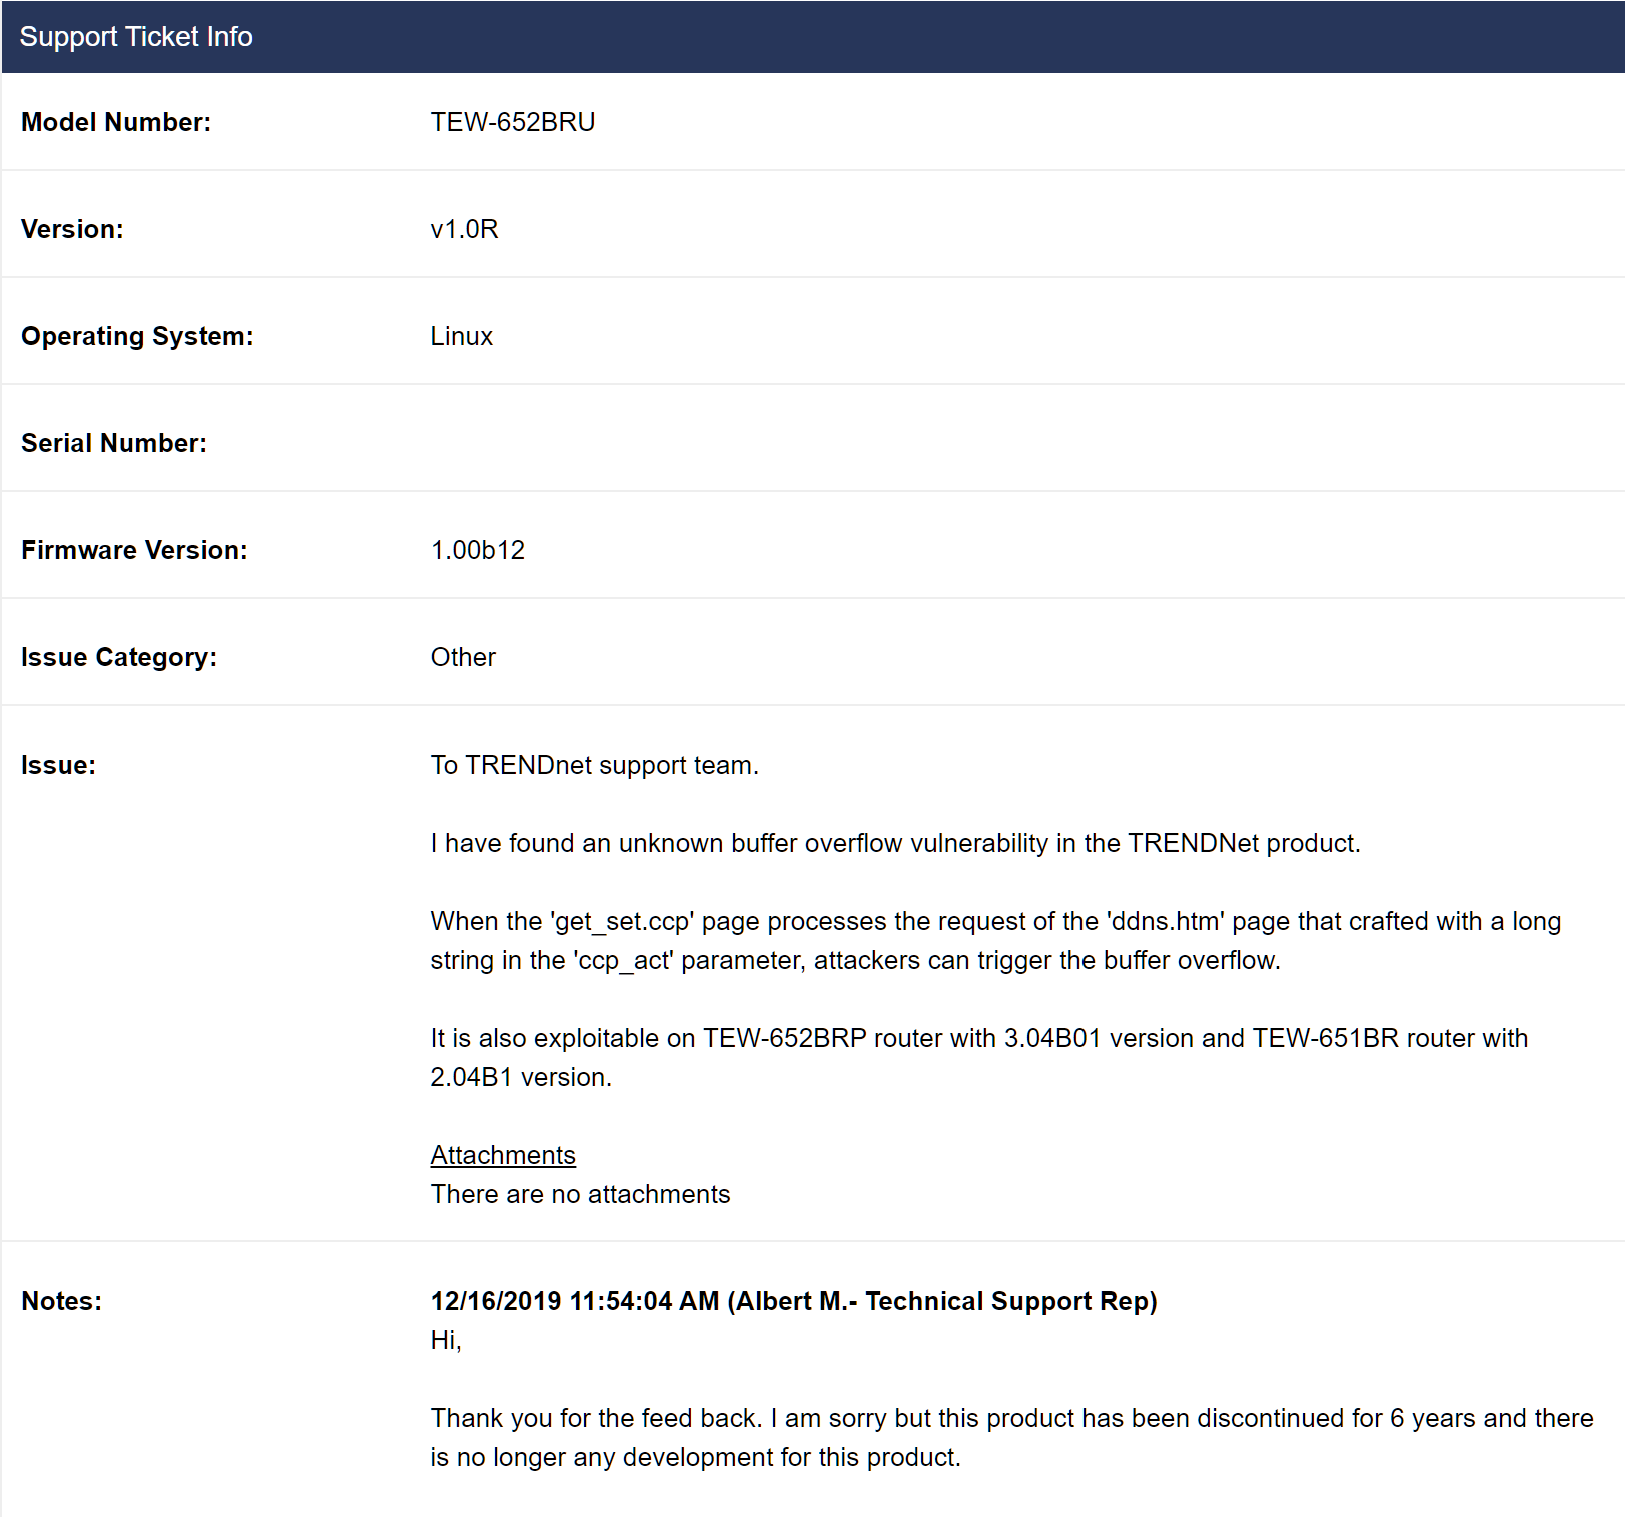 Support Ticket Info
Model Number: TEW-652BRU
Version: v1.0R
Operating System: Linux
Serial Number:
Firmware Version: 1.00b12
Issue Category: Other
Issue: To TRENDnet support team.
I have found an unknown buffer overflow vulnerability in the TRENDNet product.
When the 'get_set.ccp' page processes the request of the 'ddns.htm' page that crafted with a long
string in the 'ccp_act' parameter, attackers can trigger the buffer overflow.
It is also exploitable on TEW-652BRP router with 3.04B01 version and TEW-651BR router with
2.04B1 version.
Attachments
There are no attachments
Notes: 12/16/2019 11:54:04 AM (Albert M.- Technical Support Rep)
Hi,
Thank you for the feed back. I am sorry but this product has been discontinued for 6 years and there
is no longer any development for this product.